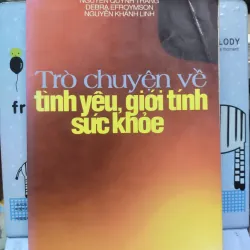 NGUYỄN QUỲNH TRANG
DEBRA EFROYMSON
NGUYỄN KHÁNH LINH
Trò chuyện về
tình yêu, giới tính
sức khỏe